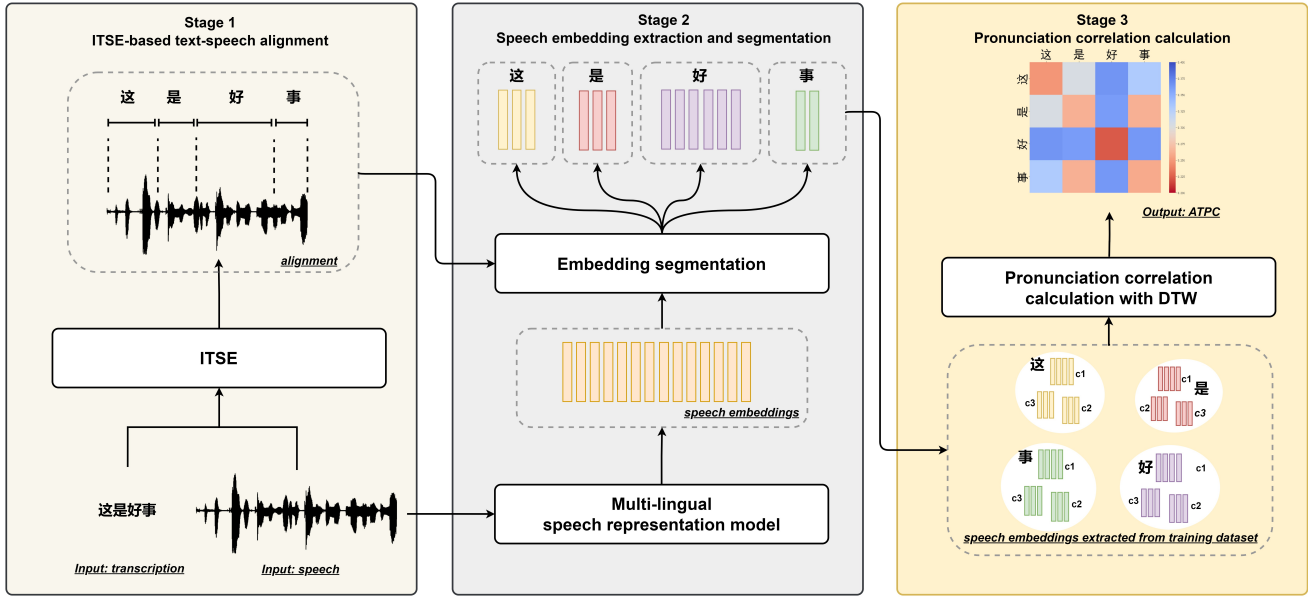 Stage 1
ITSE-based text-speech alignment
这 是 好 事
alignment
ITSE
这是好事
Input: transcription
Input: speech
Stage 2
Speech embedding extraction and segmentation
这 是 好 事
Embedding segmentation
speech embeddings
Multi-lingual
speech representation model
Stage 3
Pronunciation correlation calculation
这 是 好 事
这
是
好
事
Output: ATPC
Pronunciation correlation
calculation with DTW
这 c1
c3 c2
c1 是
c2 c3
事 c1
c3 c2
好 c1
c3 c2
speech embeddings extracted from training dataset